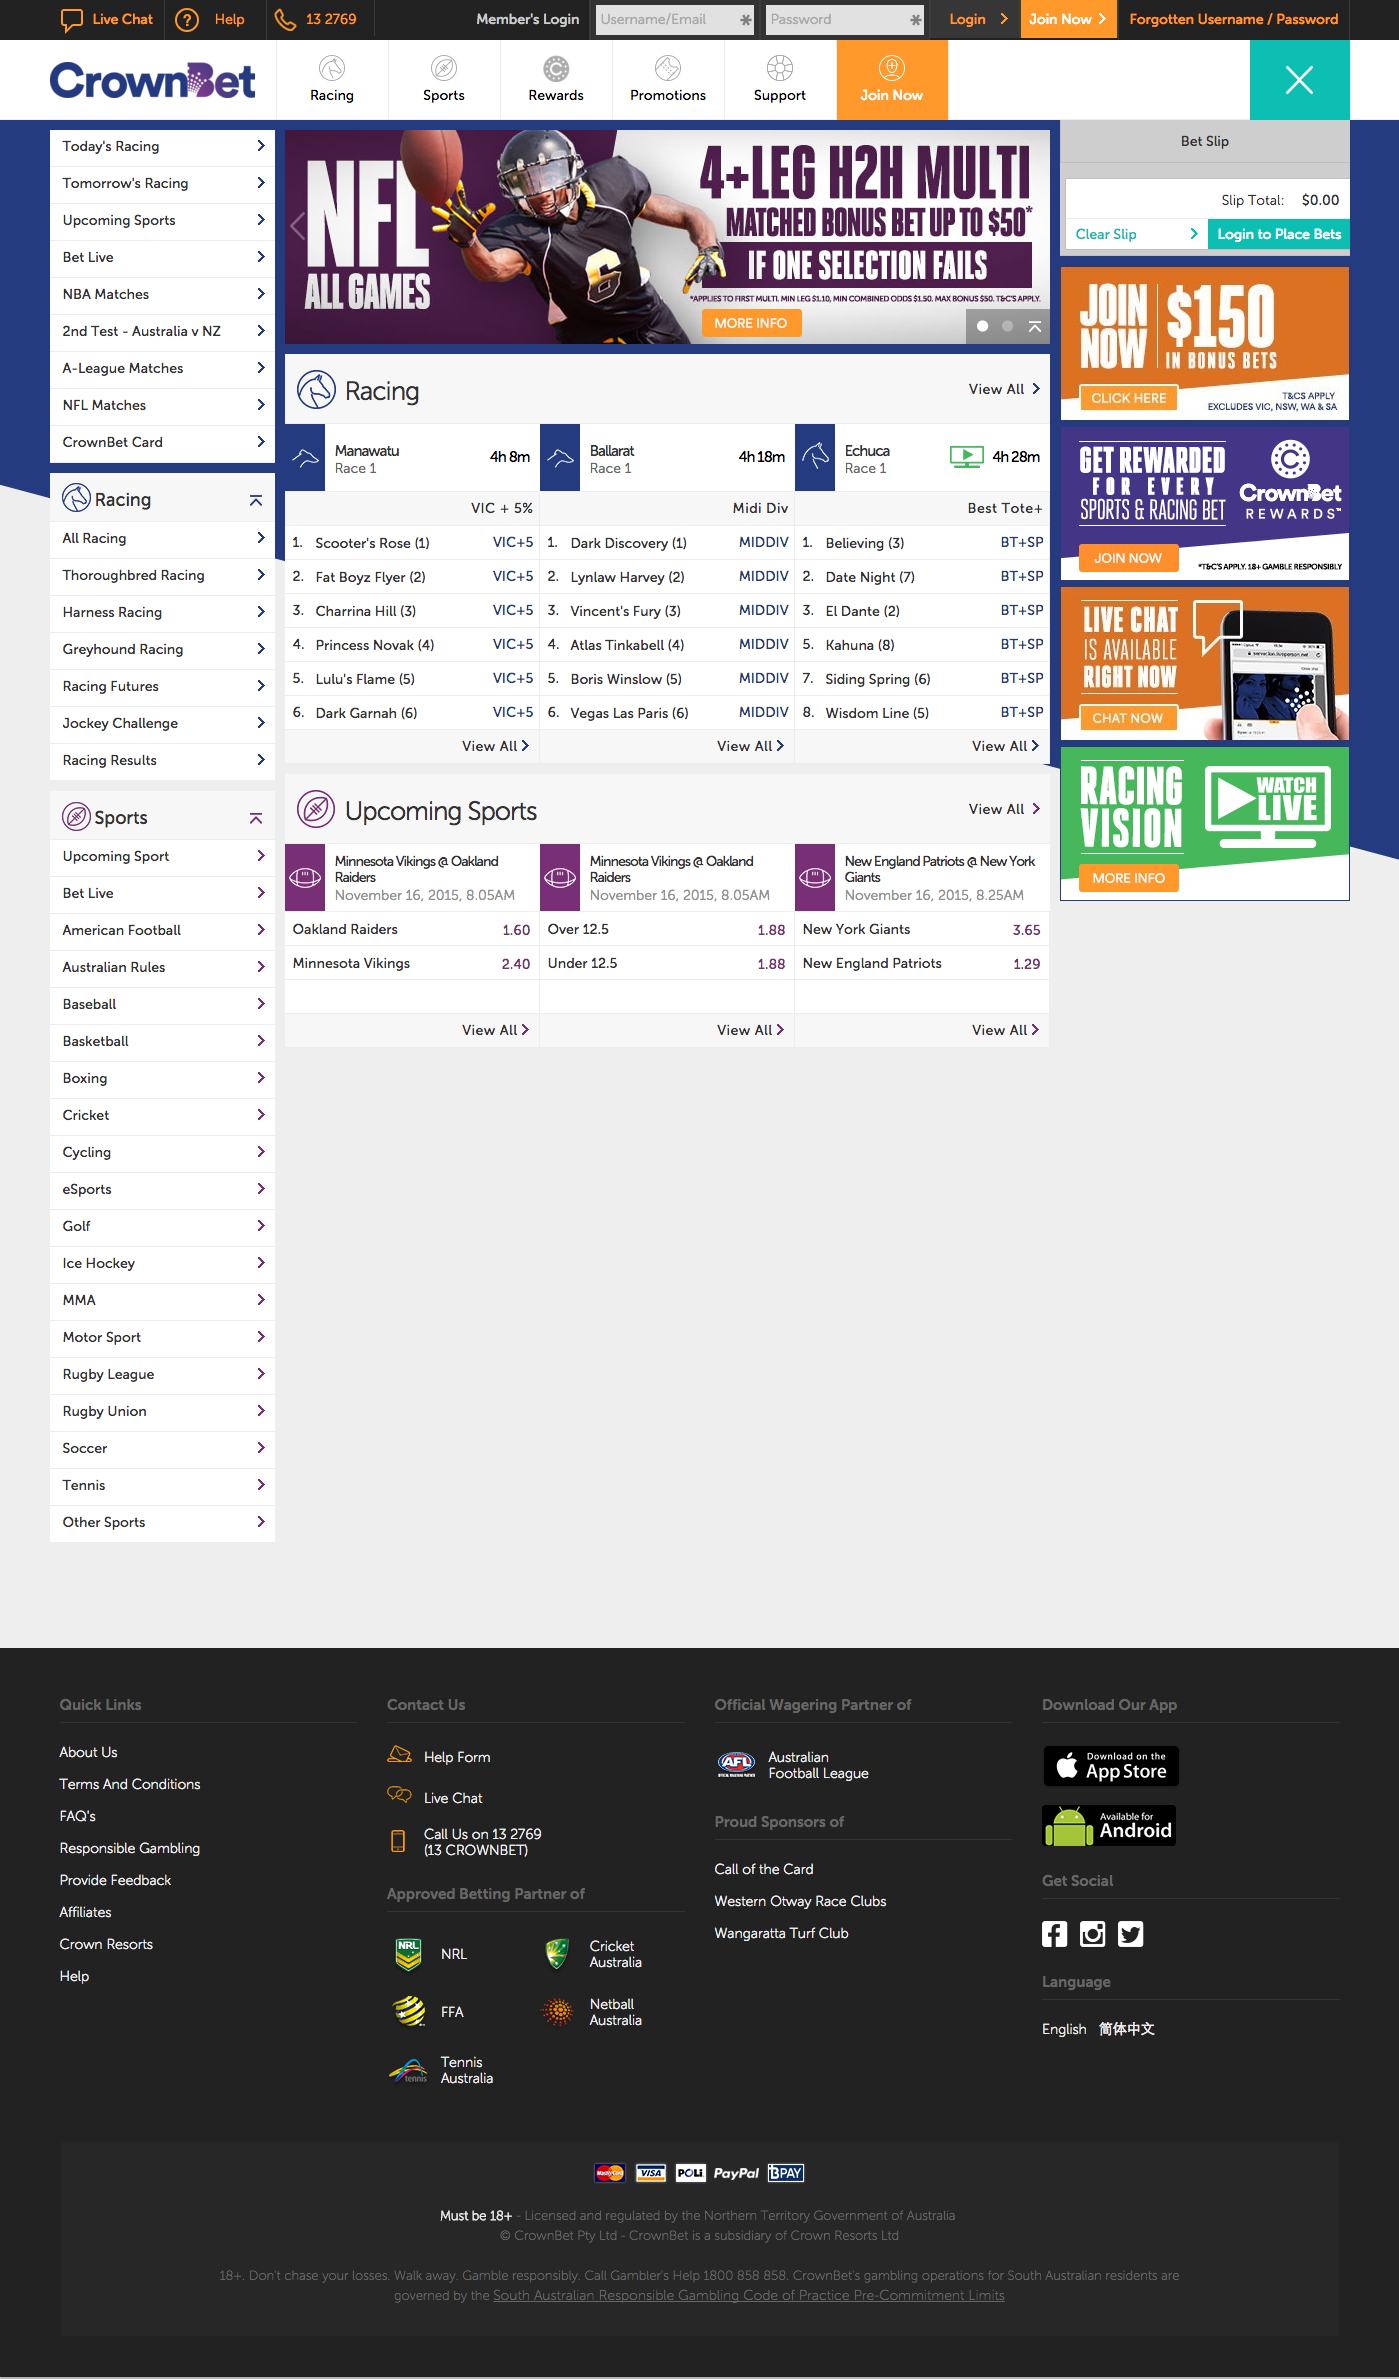 Live Chat
Help
13 2769
Member's Login
Username/Email
Password
Login
Join Now
Forgotten Username / Password
CrownBet
Racing
Sports
Rewards
Promotions
Support
Join Now
Today's Racing
Tomorrow's Racing
Upcoming Sports
Bet Live
NBA Matches
2nd Test - Australia v NZ
A-League Matches
NFL Matches
CrownBet Card
Racing
All Racing
Thoroughbred Racing
Harness Racing
Greyhound Racing
Racing Futures
Jockey Challenge
Racing Results
Sports
Upcoming Sport
Bet Live
American Football
Australian Rules
Baseball
Basketball
Boxing
Cricket
Cycling
eSports
Golf
Ice Hockey
MMA
Motor Sport
Rugby League
Rugby Union
Soccer
Tennis
Other Sports
NFL
ALL GAMES
4+LEG H2H MULTI
MATCHED BONUS BET UP TO $50*
IF ONE SELECTION FAILS
*APPLIES TO FIRST MULTI. MIN LEG $1.10, MIN COMBINED ODDS $1.50. MAX BONUS $50. T&C'S APPLY.
MORE INFO
Racing
View All
Manawatu
Race 1
4h 8m
VIC + 5%
1. Scooter's Rose (1) VIC+5
2. Fat Boyz Flyer (2) VIC+5
3. Charrina Hill (3) VIC+5
4. Princess Novak (4) VIC+5
5. Lulu's Flame (5) VIC+5
6. Dark Garnah (6) VIC+5
View All
Ballarat
Race 1
4h 18m
Midi Div
1. Dark Discovery (1) MIDDIV
2. Lynlaw Harvey (2) MIDDIV
3. Vincent's Fury (3) MIDDIV
4. Atlas Tinkabell (4) MIDDIV
5. Boris Winslow (5) MIDDIV
6. Vegas Las Paris (6) MIDDIV
View All
Echuca
Race 1
4h 28m
Best Tote+
1. Believing (3) BT+SP
2. Date Night (7) BT+SP
3. El Dante (2) BT+SP
5. Kahuna (8) BT+SP
7. Siding Spring (6) BT+SP
8. Wisdom Line (5) BT+SP
View All
Upcoming Sports
View All
Minnesota Vikings @ Oakland
Raiders
November 16, 2015, 8.05AM
Oakland Raiders 1.60
Minnesota Vikings 2.40
View All
Minnesota Vikings @ Oakland
Raiders
November 16, 2015, 8.05AM
Over 12.5 1.88
Under 12.5 1.88
View All
New England Patriots @ New York
Giants
November 16, 2015, 8.25AM
New York Giants 3.65
New England Patriots 1.29
View All
Bet Slip
Slip Total: $0.00
Clear Slip
Login to Place Bets
JOIN
NOW
$150
IN BONUS BETS
CLICK HERE
T&CS APPLY
EXCLUDES VIC, NSW, WA & SA
GET REWARDED
FOR EVERY
SPORTS & RACING BET
CrownBet
REWARDS™
JOIN NOW
*T&C'S APPLY. 18+ GAMBLE RESPONSIBLY
LIVE CHAT
IS AVAILABLE
RIGHT NOW
CHAT NOW
RACING
VISION
WATCH
LIVE
MORE INFO
Quick Links
About Us
Terms And Conditions
FAQ's
Responsible Gambling
Provide Feedback
Affiliates
Crown Resorts
Help
Contact Us
Help Form
Live Chat
Call Us on 13 2769
(13 CROWNBET)
Approved Betting Partner of
NRL
NRL
Cricket
Australia
FFA
Netball
Australia
tennis
Tennis
Australia
Official Wagering Partner of
AFL
Australian
Football League
Proud Sponsors of
Call of the Card
Western Otway Race Clubs
Wangaratta Turf Club
Download Our App
Download on the
App Store
Available for
Android
Get Social
Language
English 简体中文
MasterCard VISA POLi PayPal BPAY
Must be 18+ - Licensed and regulated by the Northern Territory Government of Australia
© CrownBet Pty Ltd - CrownBet is a subsidiary of Crown Resorts Ltd
18+. Don't chase your losses. Walk away. Gamble responsibly. Call Gambler's Help 1800 858 858. CrownBet's gambling operations for South Australian residents are
governed by the South Australian Responsible Gambling Code of Practice Pre-Commitment Limits